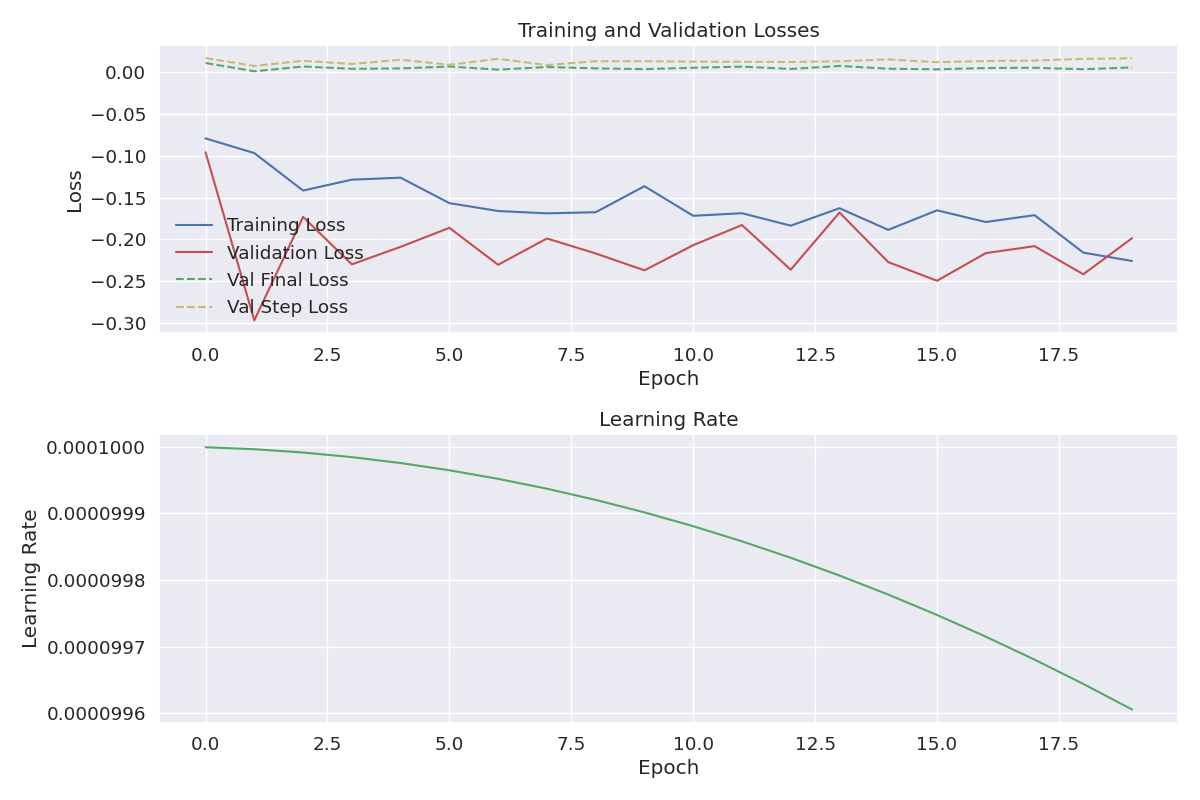 Training and Validation Losses
0.00
−0.05
−0.10
−0.15
−0.20
−0.25
−0.30
Loss
Training Loss
Validation Loss
Val Final Loss
Val Step Loss
0.0 2.5 5.0 7.5 10.0 12.5 15.0 17.5
Epoch
Learning Rate
0.0001000
0.0000999
0.0000998
0.0000997
0.0000996
Learning Rate
0.0 2.5 5.0 7.5 10.0 12.5 15.0 17.5
Epoch